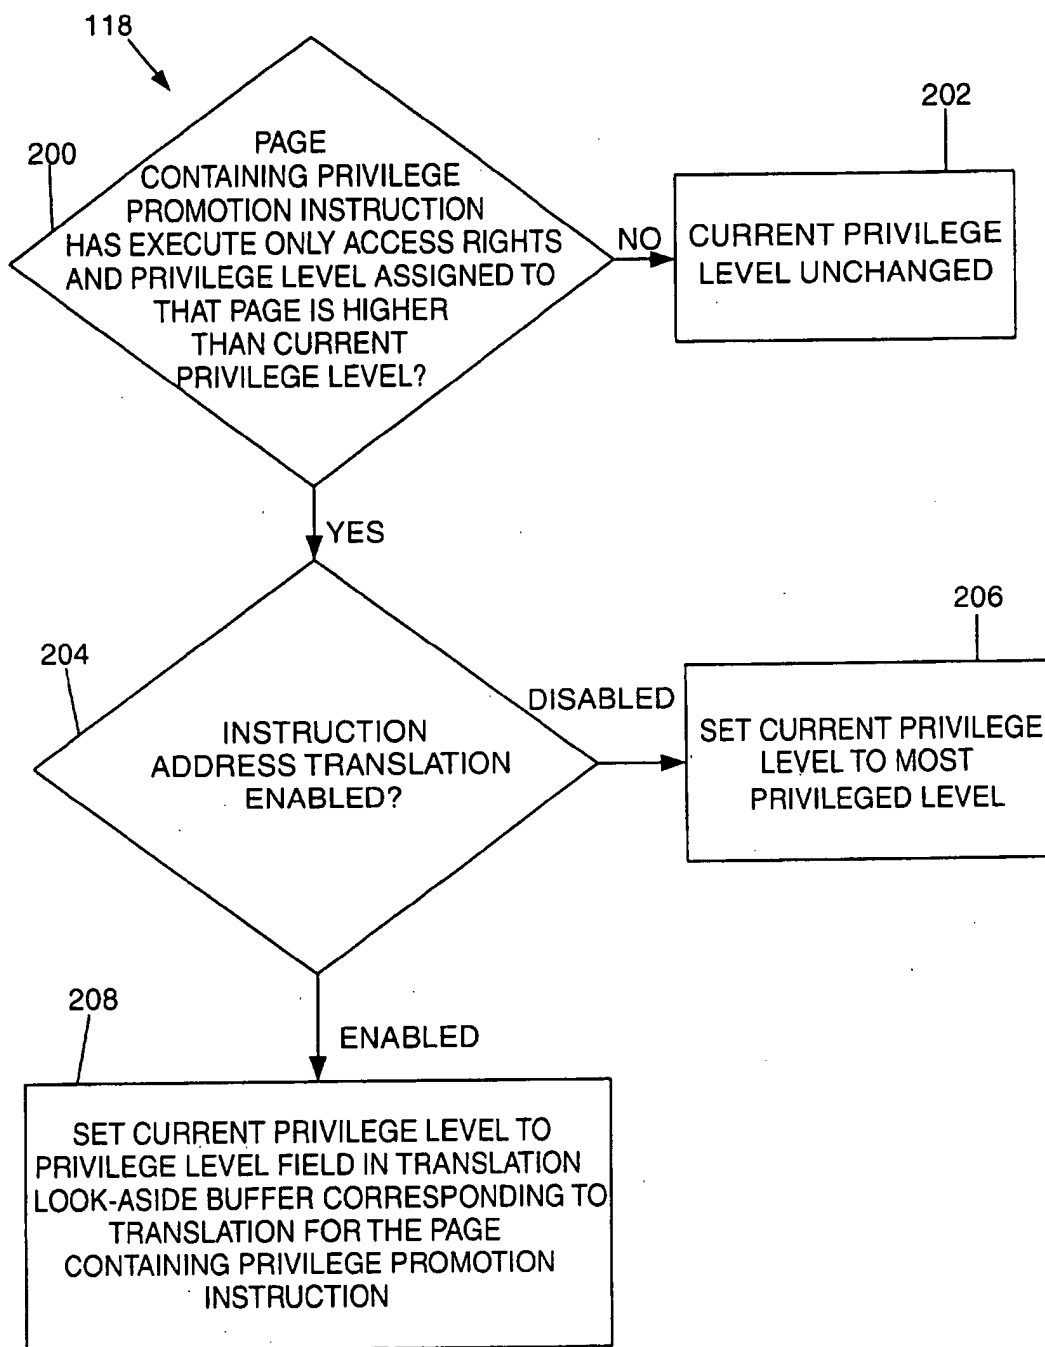 118
200
PAGE
CONTAINING PRIVILEGE
PROMOTION INSTRUCTION
HAS EXECUTE ONLY ACCESS RIGHTS
AND PRIVILEGE LEVEL ASSIGNED TO
THAT PAGE IS HIGHER
THAN CURRENT
PRIVILEGE LEVEL?
NO
202
CURRENT PRIVILEGE
LEVEL UNCHANGED
YES
204
INSTRUCTION
ADDRESS TRANSLATION
ENABLED?
DISABLED
206
SET CURRENT PRIVILEGE
LEVEL TO MOST
PRIVILEGED LEVEL
ENABLED
208
SET CURRENT PRIVILEGE LEVEL TO
PRIVILEGE LEVEL FIELD IN TRANSLATION
LOOK-ASIDE BUFFER CORRESPONDING TO
TRANSLATION FOR THE PAGE
CONTAINING PRIVILEGE PROMOTION
INSTRUCTION